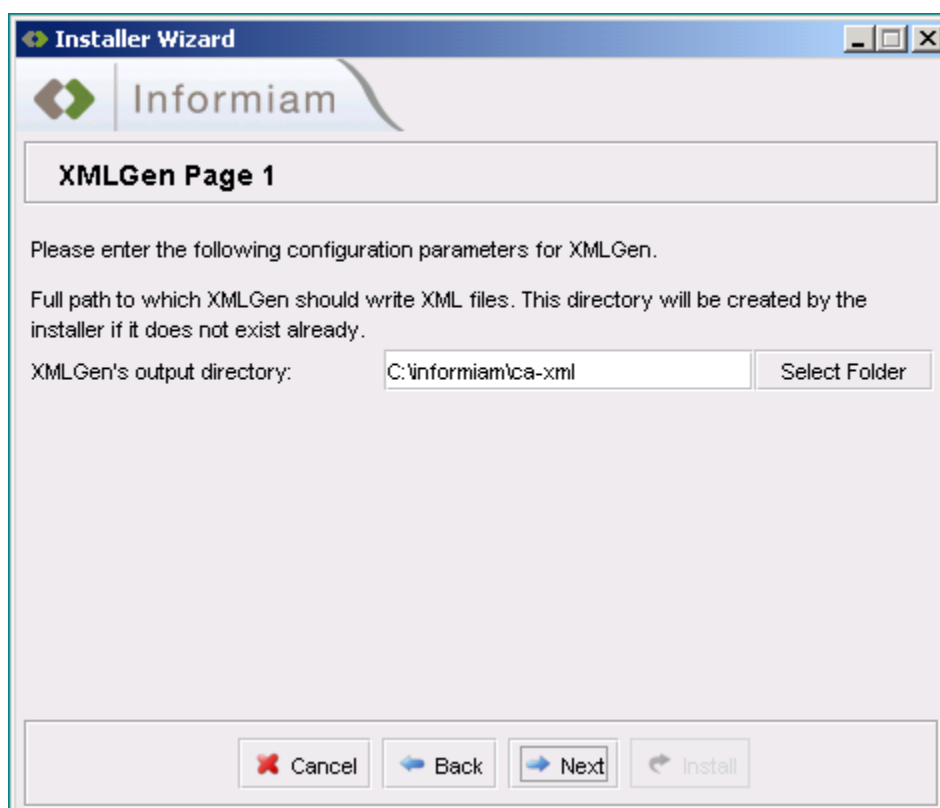 Installer Wizard
Informiam
XMLGen Page 1
Please enter the following configuration parameters for XMLGen.
Full path to which XMLGen should write XML files. This directory will be created by the
installer if it does not exist already.
XMLGen's output directory: C:\informiam\ca-xml Select Folder
Cancel Back Next Install